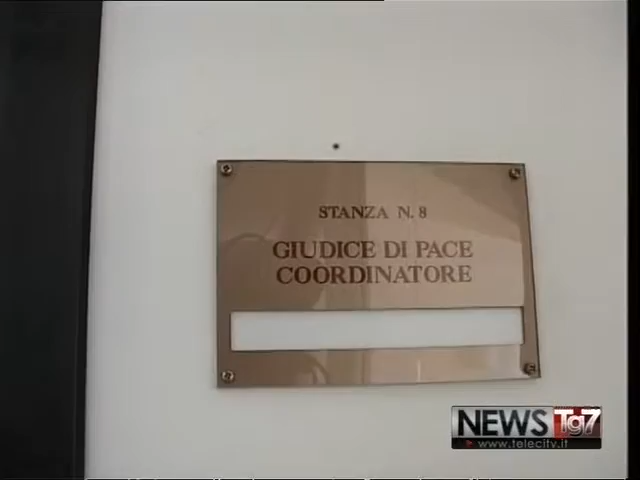 STANZA N. 8
GIUDICE DI PACE
COORDINATORE
NEWS Tg7
www.telecity.it